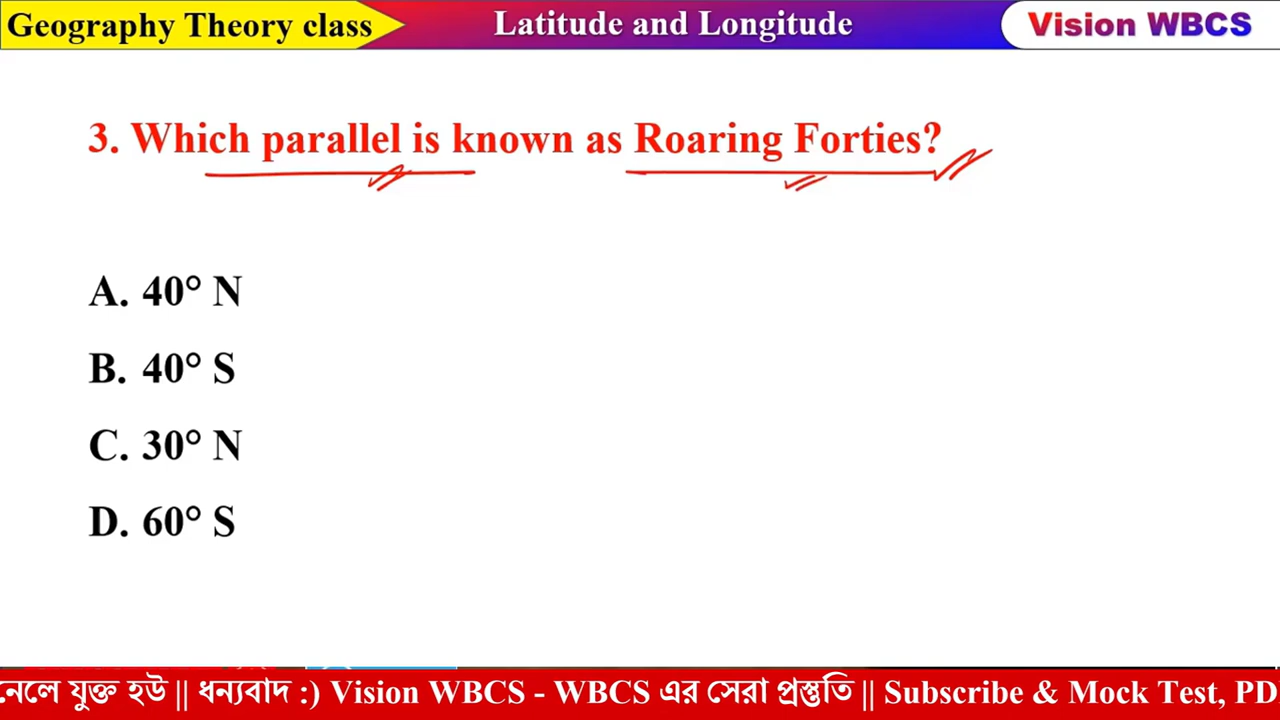 Geography Theory class
Latitude and Longitude
Vision WBCS
3. Which parallel is known as Roaring Forties?
A. 40° N
B. 40° S
C. 30° N
D. 60° S
নেলে যুক্ত হউ || ধন্যবাদ :) Vision WBCS - WBCS এর সেরা প্রস্তুতি || Subscribe & Mock Test, PD